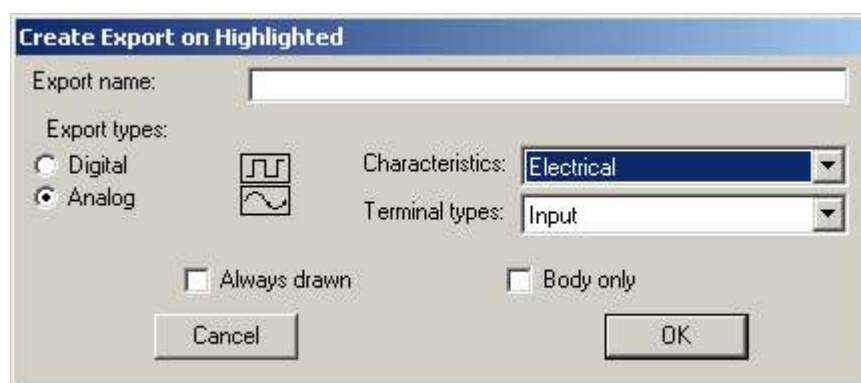 Create Export on Highlighted
Export name:
Export types:
Digital
Analog
Characteristics: Electrical
Terminal types: Input
Always drawn
Body only
Cancel
OK